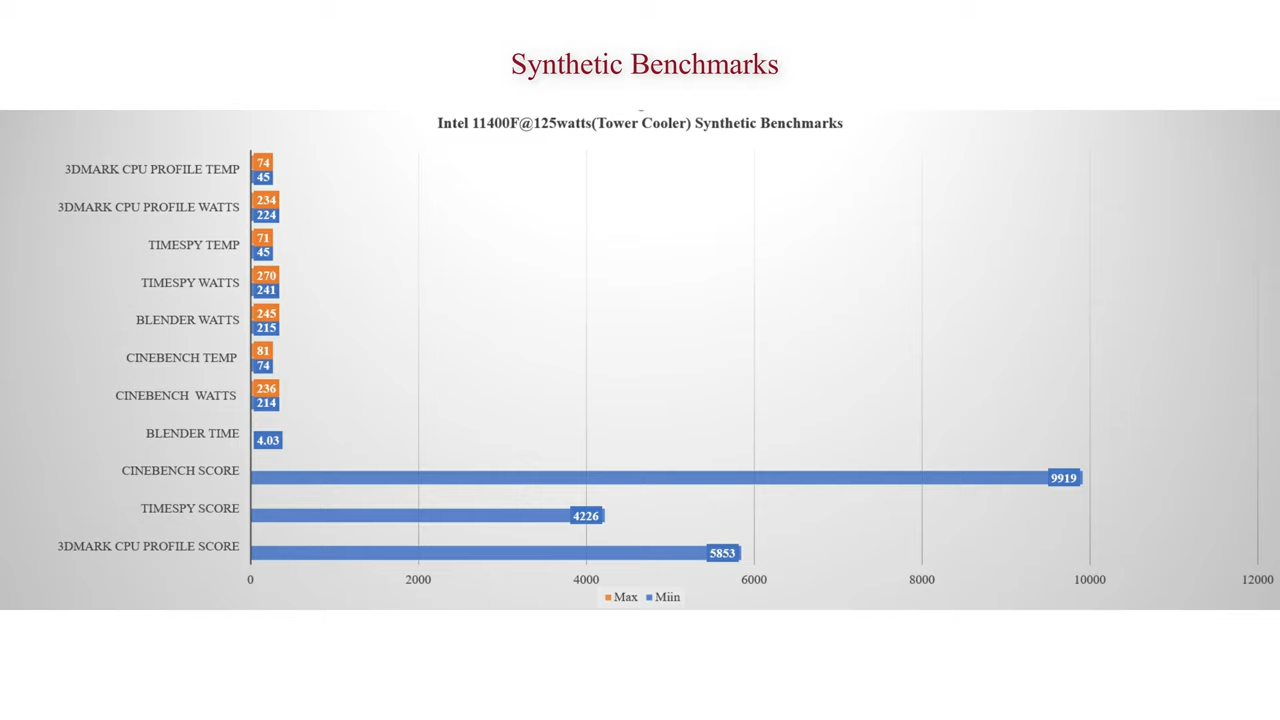 Synthetic Benchmarks
Intel 11400F@125watts(Tower Cooler) Synthetic Benchmarks
3DMARK CPU PROFILE TEMP 74
45
3DMARK CPU PROFILE WATTS 234
224
TIMESPY TEMP 71
45
TIMESPY WATTS 270
241
BLENDER WATTS 245
215
CINEBENCH TEMP 81
74
CINEBENCH WATTS 236
214
BLENDER TIME 4.03
CINEBENCH SCORE 9919
TIMESPY SCORE 4226
3DMARK CPU PROFILE SCORE 5853
0 2000 4000 6000 8000 10000 12000
Max Miin